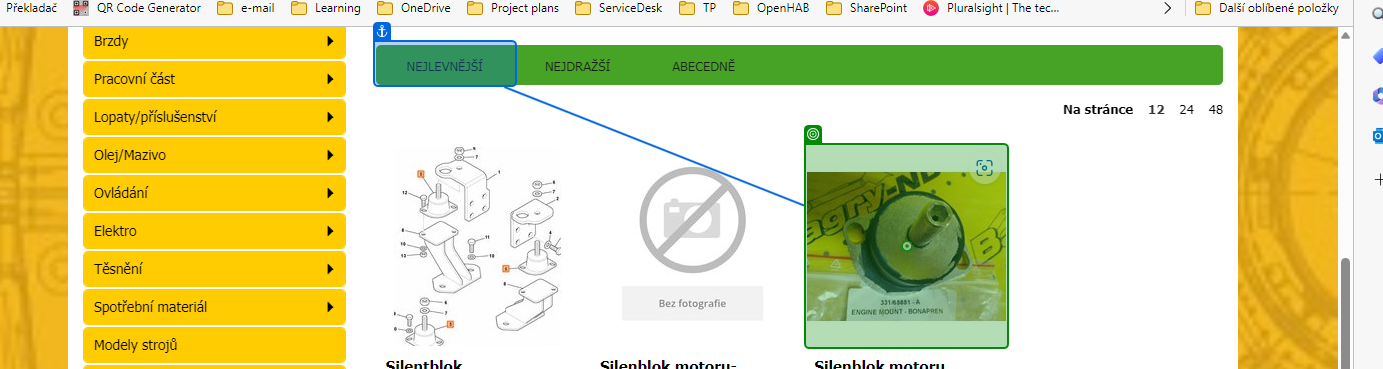 Překladač QR Code Generator e-mail Learning OneDrive Project plans ServiceDesk TP OpenHAB SharePoint Pluralsight | The tec... Další oblíbené položky
Brzdy
Pracovní část
Lopaty/příslušenství
Olej/Mazivo
Ovládání
Elektro
Těsnění
Spotřební materiál
Modely strojů
NEJLEVNĚJŠÍ NEJDRAŽŠÍ ABECEDNĚ
Na stránce 12 24 48
Bez fotografie
331/65851 - A
ENGINE MOUNT - BONAPREN
Silentblok Silenblok motoru- Silenblok motoru